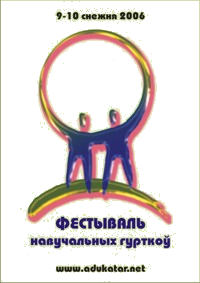 9-10 снежня 2006
ФЕСТЫВАЛЬ
навучальных гурткоў
www.adukatar.net